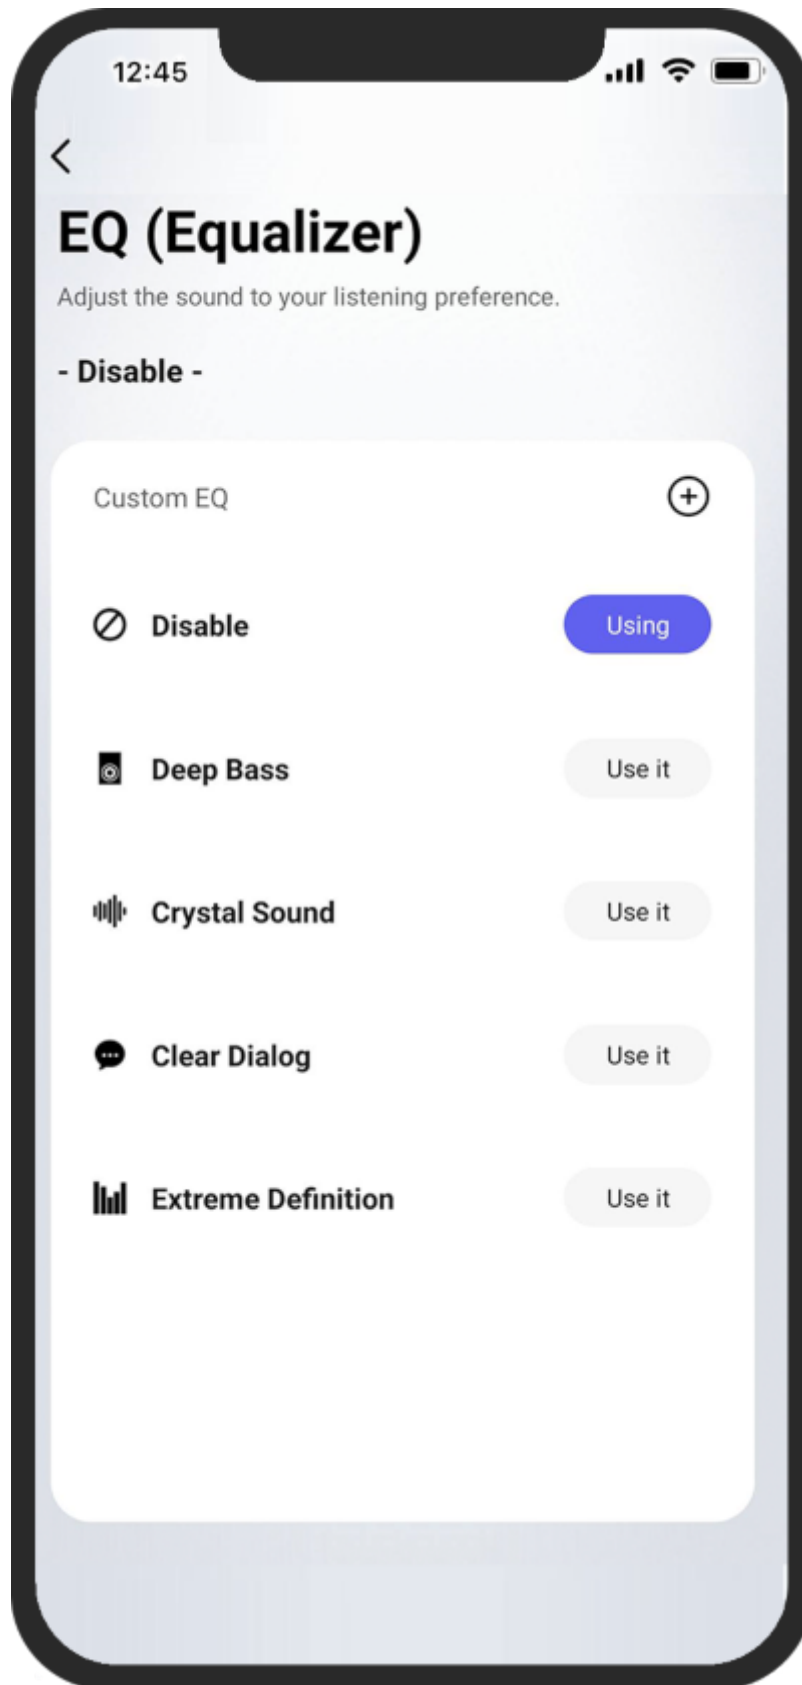 12:45
EQ (Equalizer)
Adjust the sound to your listening preference.
- Disable -
Custom EQ
Disable Using
Deep Bass Use it
Crystal Sound Use it
Clear Dialog Use it
Extreme Definition Use it